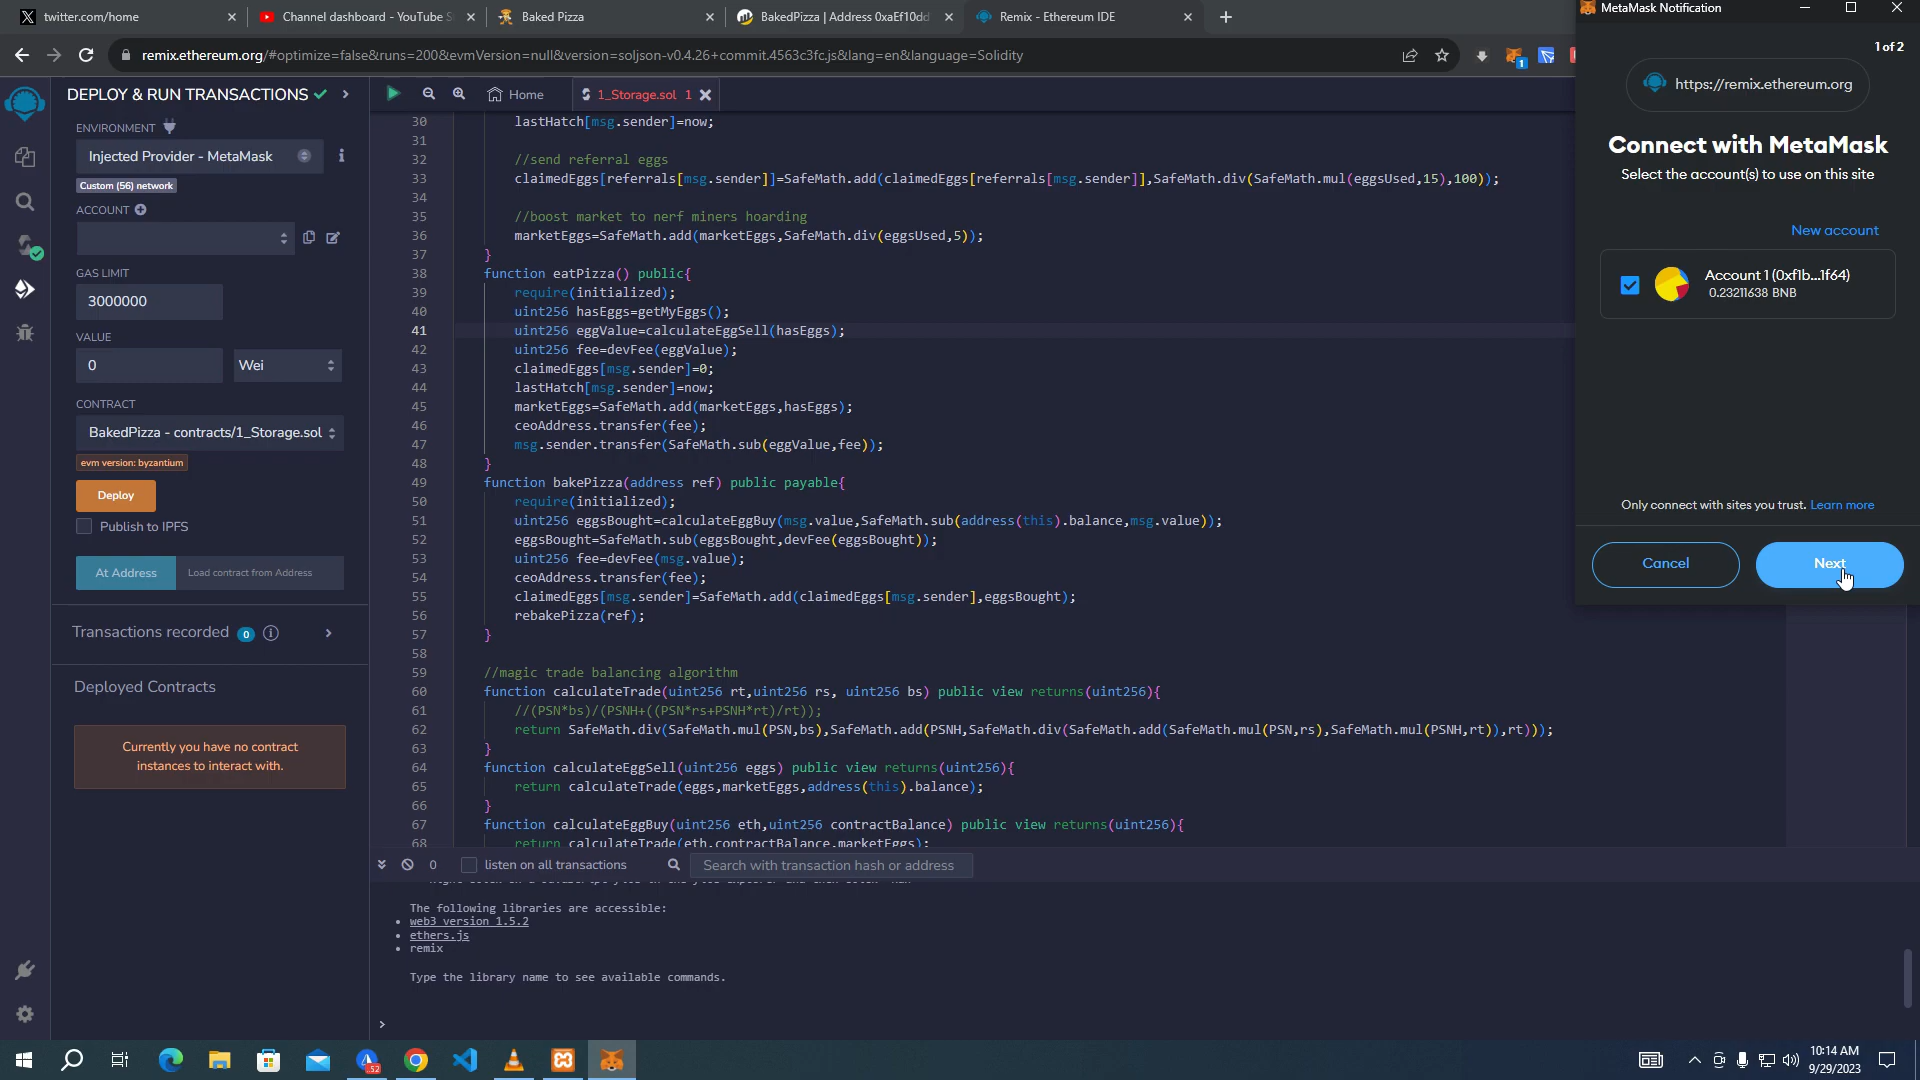 twitter.com/home
Channel dashboard - YouTube S
Baked Pizza
BakedPizza | Address 0xaEf10dd
Remix - Ethereum IDE
remix.ethereum.org/#optimize=false&runs=200&evmVersion=null&version=soljson-v0.4.26+commit.4563c3fc.js&lang=en&language=Solidity
1
DEPLOY & RUN TRANSACTIONS
ENVIRONMENT
Injected Provider - MetaMask
Custom (56) network
ACCOUNT
GAS LIMIT
3000000
VALUE
0
Wei
CONTRACT
BakedPizza - contracts/1_Storage.sol
evm version: byzantium
Deploy
Publish to IPFS
At Address
Load contract from Address
Transactions recorded 0
Deployed Contracts
Currently you have no contract
instances to interact with.
Home
1_Storage.sol 1
30 lastHatch[msg.sender]=now;
31
32 //send referral eggs
33 claimedEggs[referrals[msg.sender]]=SafeMath.add(claimedEggs[referrals[msg.sender]],SafeMath.div(SafeMath.mul(eggsUsed,15),100));
34
35 //boost market to nerf miners hoarding
36 marketEggs=SafeMath.add(marketEggs,SafeMath.div(eggsUsed,5));
37 }
38 function eatPizza() public{
39 require(initialized);
40 uint256 hasEggs=getMyEggs();
41 uint256 eggValue=calculateEggSell(hasEggs);
42 uint256 fee=devFee(eggValue);
43 claimedEggs[msg.sender]=0;
44 lastHatch[msg.sender]=now;
45 marketEggs=SafeMath.add(marketEggs,hasEggs);
46 ceoAddress.transfer(fee);
47 msg.sender.transfer(SafeMath.sub(eggValue,fee));
48 }
49 function bakePizza(address ref) public payable{
50 require(initialized);
51 uint256 eggsBought=calculateEggBuy(msg.value,SafeMath.sub(address(this).balance,msg.value));
52 eggsBought=SafeMath.sub(eggsBought,devFee(eggsBought));
53 uint256 fee=devFee(msg.value);
54 ceoAddress.transfer(fee);
55 claimedEggs[msg.sender]=SafeMath.add(claimedEggs[msg.sender],eggsBought);
56 rebakePizza(ref);
57 }
58
59 //magic trade balancing algorithm
60 function calculateTrade(uint256 rt,uint256 rs, uint256 bs) public view returns(uint256){
61 //(PSN*bs)/(PSNH+((PSN*rs+PSNH*rt)/rt));
62 return SafeMath.div(SafeMath.mul(PSN,bs),SafeMath.add(PSNH,SafeMath.div(SafeMath.add(SafeMath.mul(PSN,rs),SafeMath.mul(PSNH,rt)),rt)));
63 }
64 function calculateEggSell(uint256 eggs) public view returns(uint256){
65 return calculateTrade(eggs,marketEggs,address(this).balance);
66 }
67 function calculateEggBuy(uint256 eth,uint256 contractBalance) public view returns(uint256){
68 return calculateTrade(eth,contractBalance,marketEggs);
0
listen on all transactions
Search with transaction hash or address
The following libraries are accessible:
• web3 version 1.5.2
• ethers.js
• remix
Type the library name to see available commands.
>
MetaMask Notification
1 of 2
https://remix.ethereum.org
Connect with MetaMask
Select the account(s) to use on this site
New account
Account 1 (0xf1b...1f64)
0.23211638 BNB
Only connect with sites you trust. Learn more
Cancel
Next
52
10:14 AM
9/29/2023